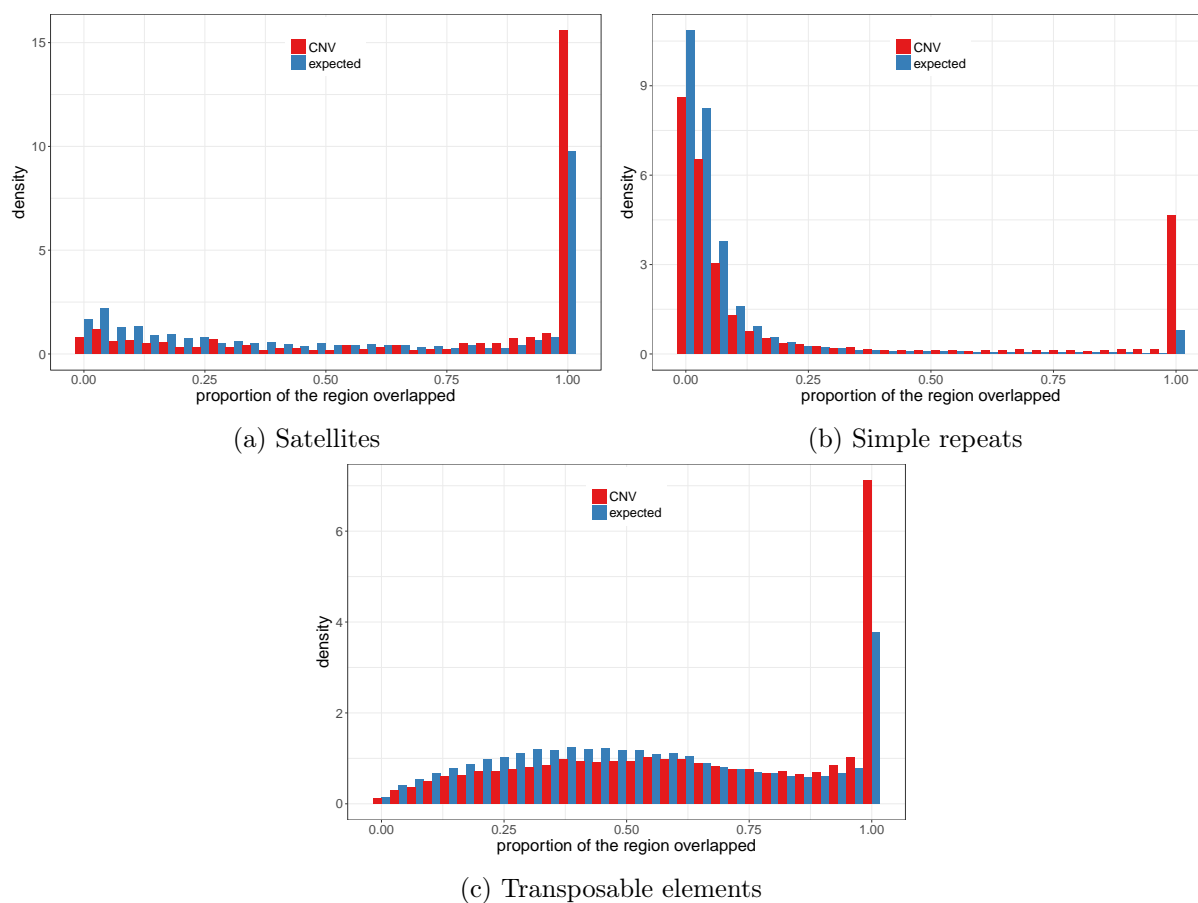 CNV
expected
15
10
5
0
density
0.00
0.25
0.50
0.75
1.00
proportion of the region overlapped
(a) Satellites
CNV
expected
9
6
3
0
density
0.00
0.25
0.50
0.75
1.00
proportion of the region overlapped
(b) Simple repeats
CNV
expected
6
4
2
0
density
0.00
0.25
0.50
0.75
1.00
proportion of the region overlapped
(c) Transposable elements